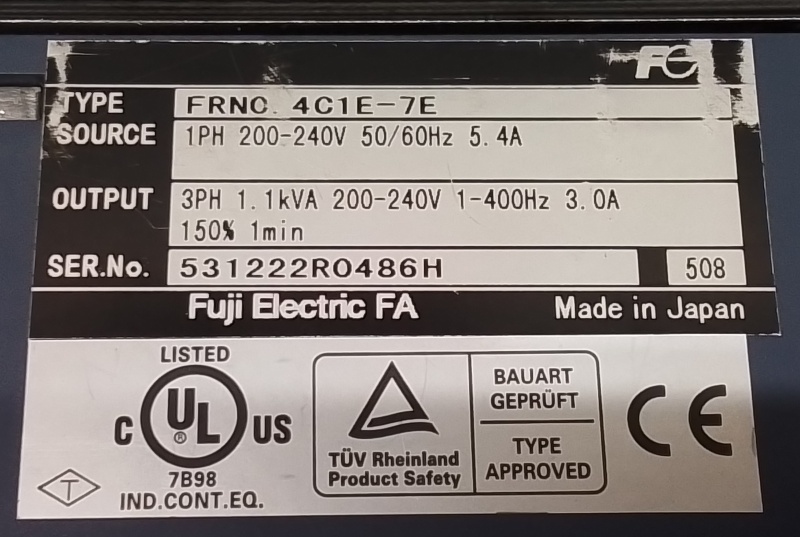 FE
TYPE FRN0.4C1E-7E
SOURCE 1PH 200-240V 50/60Hz 5.4A
OUTPUT 3PH 1.1kVA 200-240V 1-400Hz 3.0A
150% 1min
SER.No. 531222R0486H 508
Fuji Electric FA Made in Japan
LISTED
C UL ® US
7B98
IND.CONT.EQ.
T
TÜV Rheinland
Product Safety
BAUART
GEPRÜFT
TYPE
APPROVED
CE